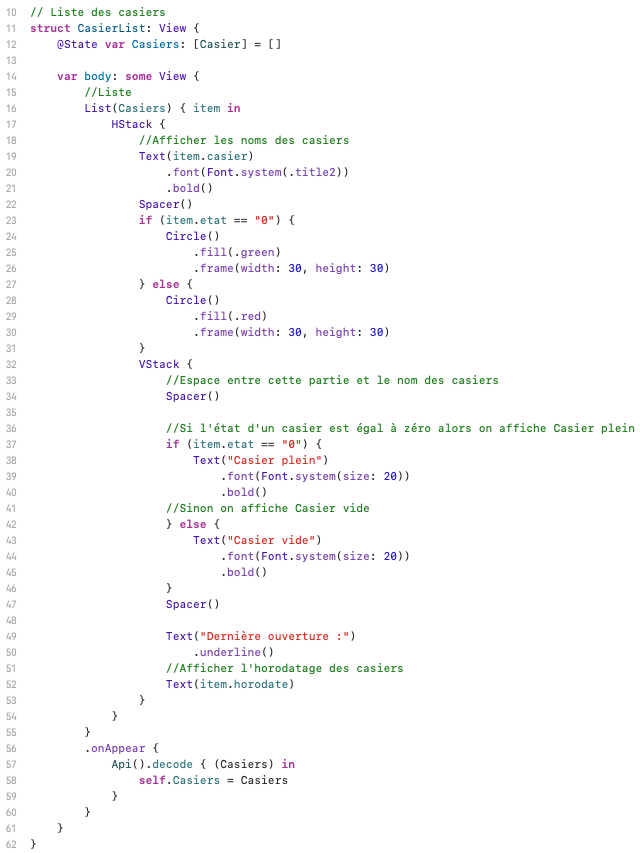 10 // Liste des casiers
11 struct CasierList: View {
12     @State var Casiers: [Casier] = []
13
14     var body: some View {
15         //Liste
16         List(Casiers) { item in
17             HStack {
18                 //Afficher les noms des casiers
19                 Text(item.casier)
20                     .font(Font.system(.title2))
21                     .bold()
22                 Spacer()
23                 if (item.etat == "0") {
24                     Circle()
25                         .fill(.green)
26                         .frame(width: 30, height: 30)
27                 } else {
28                     Circle()
29                         .fill(.red)
30                         .frame(width: 30, height: 30)
31                 }
32                 VStack {
33                     //Espace entre cette partie et le nom des casiers
34                     Spacer()
35
36                     //Si l'état d'un casier est égal à zéro alors on affiche Casier plein
37                     if (item.etat == "0") {
38                         Text("Casier plein")
39                             .font(Font.system(size: 20))
40                             .bold()
41                     //Sinon on affiche Casier vide
42                     } else {
43                         Text("Casier vide")
44                             .font(Font.system(size: 20))
45                             .bold()
46                     }
47                     Spacer()
48
49                     Text("Dernière ouverture :")
50                         .underline()
51                     //Afficher l'horodatage des casiers
52                     Text(item.horodate)
53                 }
54             }
55         }
56         .onAppear {
57             Api().decode { (Casiers) in
58                 self.Casiers = Casiers
59             }
60         }
61     }
62 }